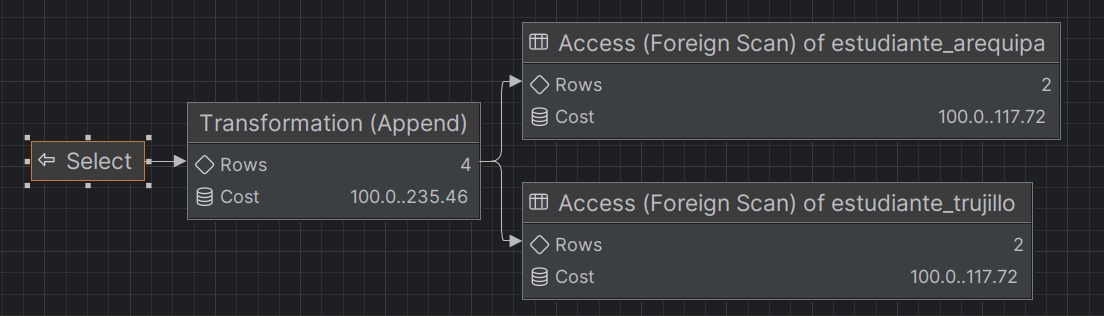 Select
Transformation (Append)
Rows 4
Cost 100.0..235.46
Access (Foreign Scan) of estudiante_arequipa
Rows 2
Cost 100.0..117.72
Access (Foreign Scan) of estudiante_trujillo
Rows 2
Cost 100.0..117.72